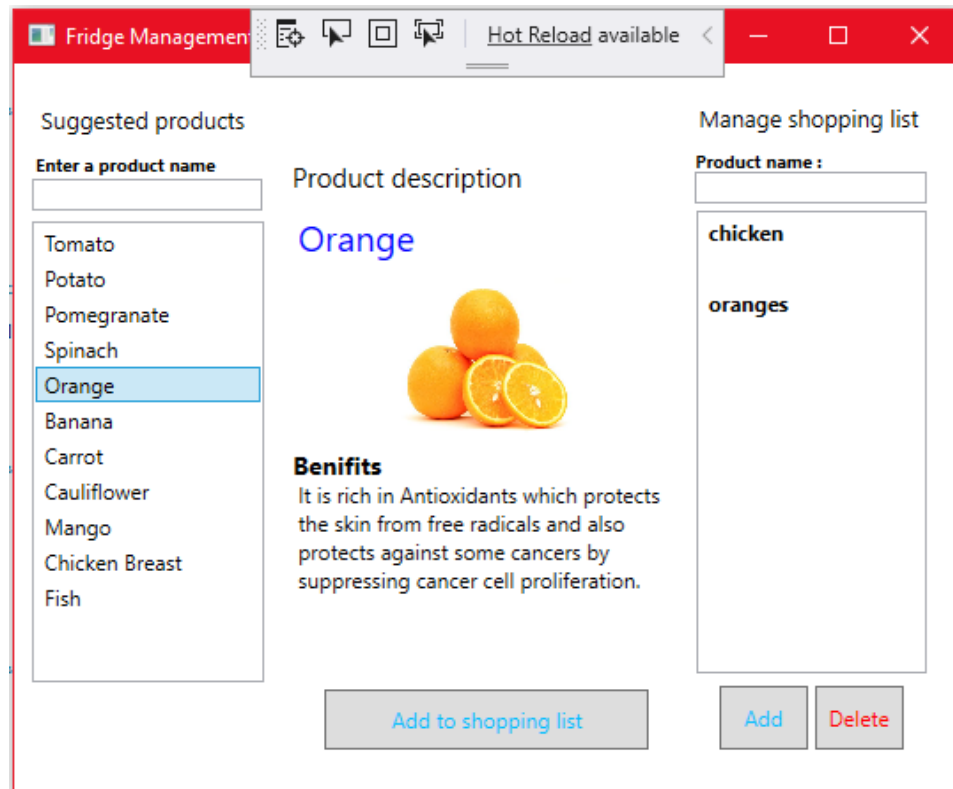 Fridge Management
Hot Reload available
Suggested products
Enter a product name
Tomato
Potato
Pomegranate
Spinach
Orange
Banana
Carrot
Cauliflower
Mango
Chicken Breast
Fish
Product description
Orange
Benifits
It is rich in Antioxidants which protects
the skin from free radicals and also
protects against some cancers by
suppressing cancer cell proliferation.
Add to shopping list
Manage shopping list
Product name :
chicken
oranges
Add
Delete